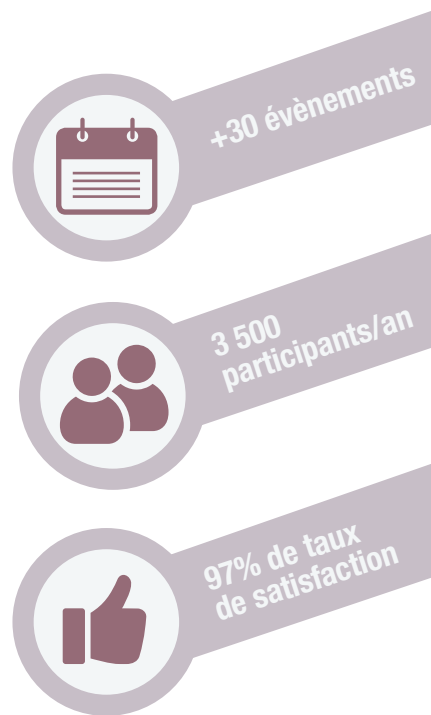 +30 évènements
3 500
participants/an
97% de taux
de satisfaction